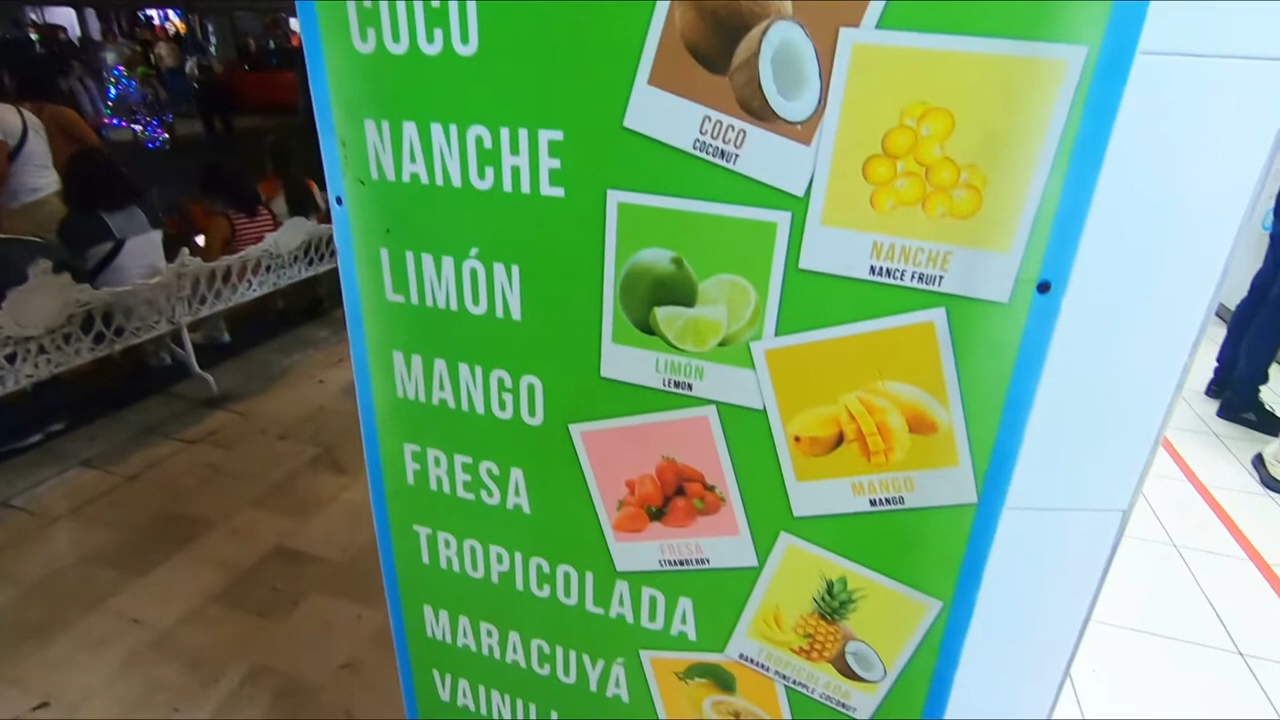 COCO
NANCHE
LIMÓN
MANGO
FRESA
TROPICOLADA
MARACUYÁ
COCO
COCONUT
NANCHE
NANCE FRUIT
LIMÓN
LEMON
MANGO
MANGO
FRESA
STRAWBERRY
TROPICOLADA
BANANA-PINEAPPLE-COCONUT